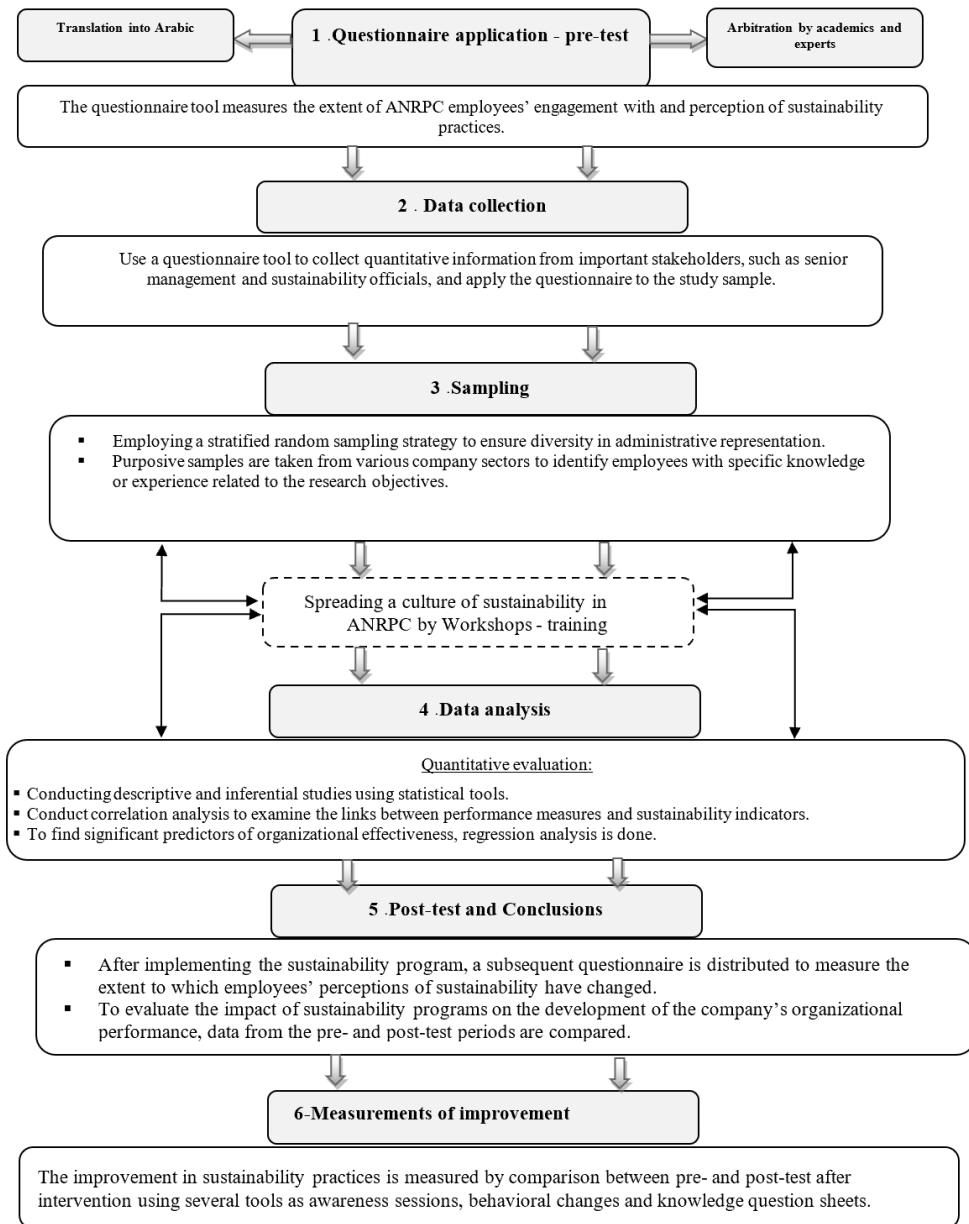 Translation into Arabic
1 .Questionnaire application - pre-test
Arbitration by academics and
experts
The questionnaire tool measures the extent of ANRPC employees’ engagement with and perception of sustainability
practices.
2 . Data collection
Use a questionnaire tool to collect quantitative information from important stakeholders, such as senior
management and sustainability officials, and apply the questionnaire to the study sample.
3 .Sampling
▪ Employing a stratified random sampling strategy to ensure diversity in administrative representation.
▪ Purposive samples are taken from various company sectors to identify employees with specific knowledge
or experience related to the research objectives.
Spreading a culture of sustainability in
ANRPC by Workshops - training
4 .Data analysis
Quantitative evaluation:
▪ Conducting descriptive and inferential studies using statistical tools.
▪ Conduct correlation analysis to examine the links between performance measures and sustainability indicators.
▪ To find significant predictors of organizational effectiveness, regression analysis is done.
5 .Post-test and Conclusions
▪ After implementing the sustainability program, a subsequent questionnaire is distributed to measure the
extent to which employees’ perceptions of sustainability have changed.
▪ To evaluate the impact of sustainability programs on the development of the company’s organizational
performance, data from the pre- and post-test periods are compared.
6-Measurements of improvement
The improvement in sustainability practices is measured by comparison between pre- and post-test after
intervention using several tools as awareness sessions, behavioral changes and knowledge question sheets.